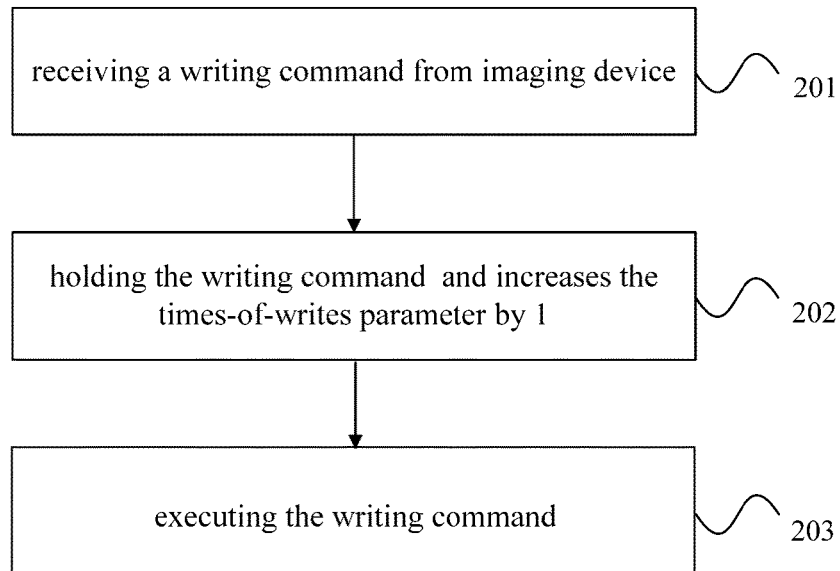 receiving a writing command from imaging device
201
holding the writing command and increases the
times-of-writes parameter by 1
202
executing the writing command
203